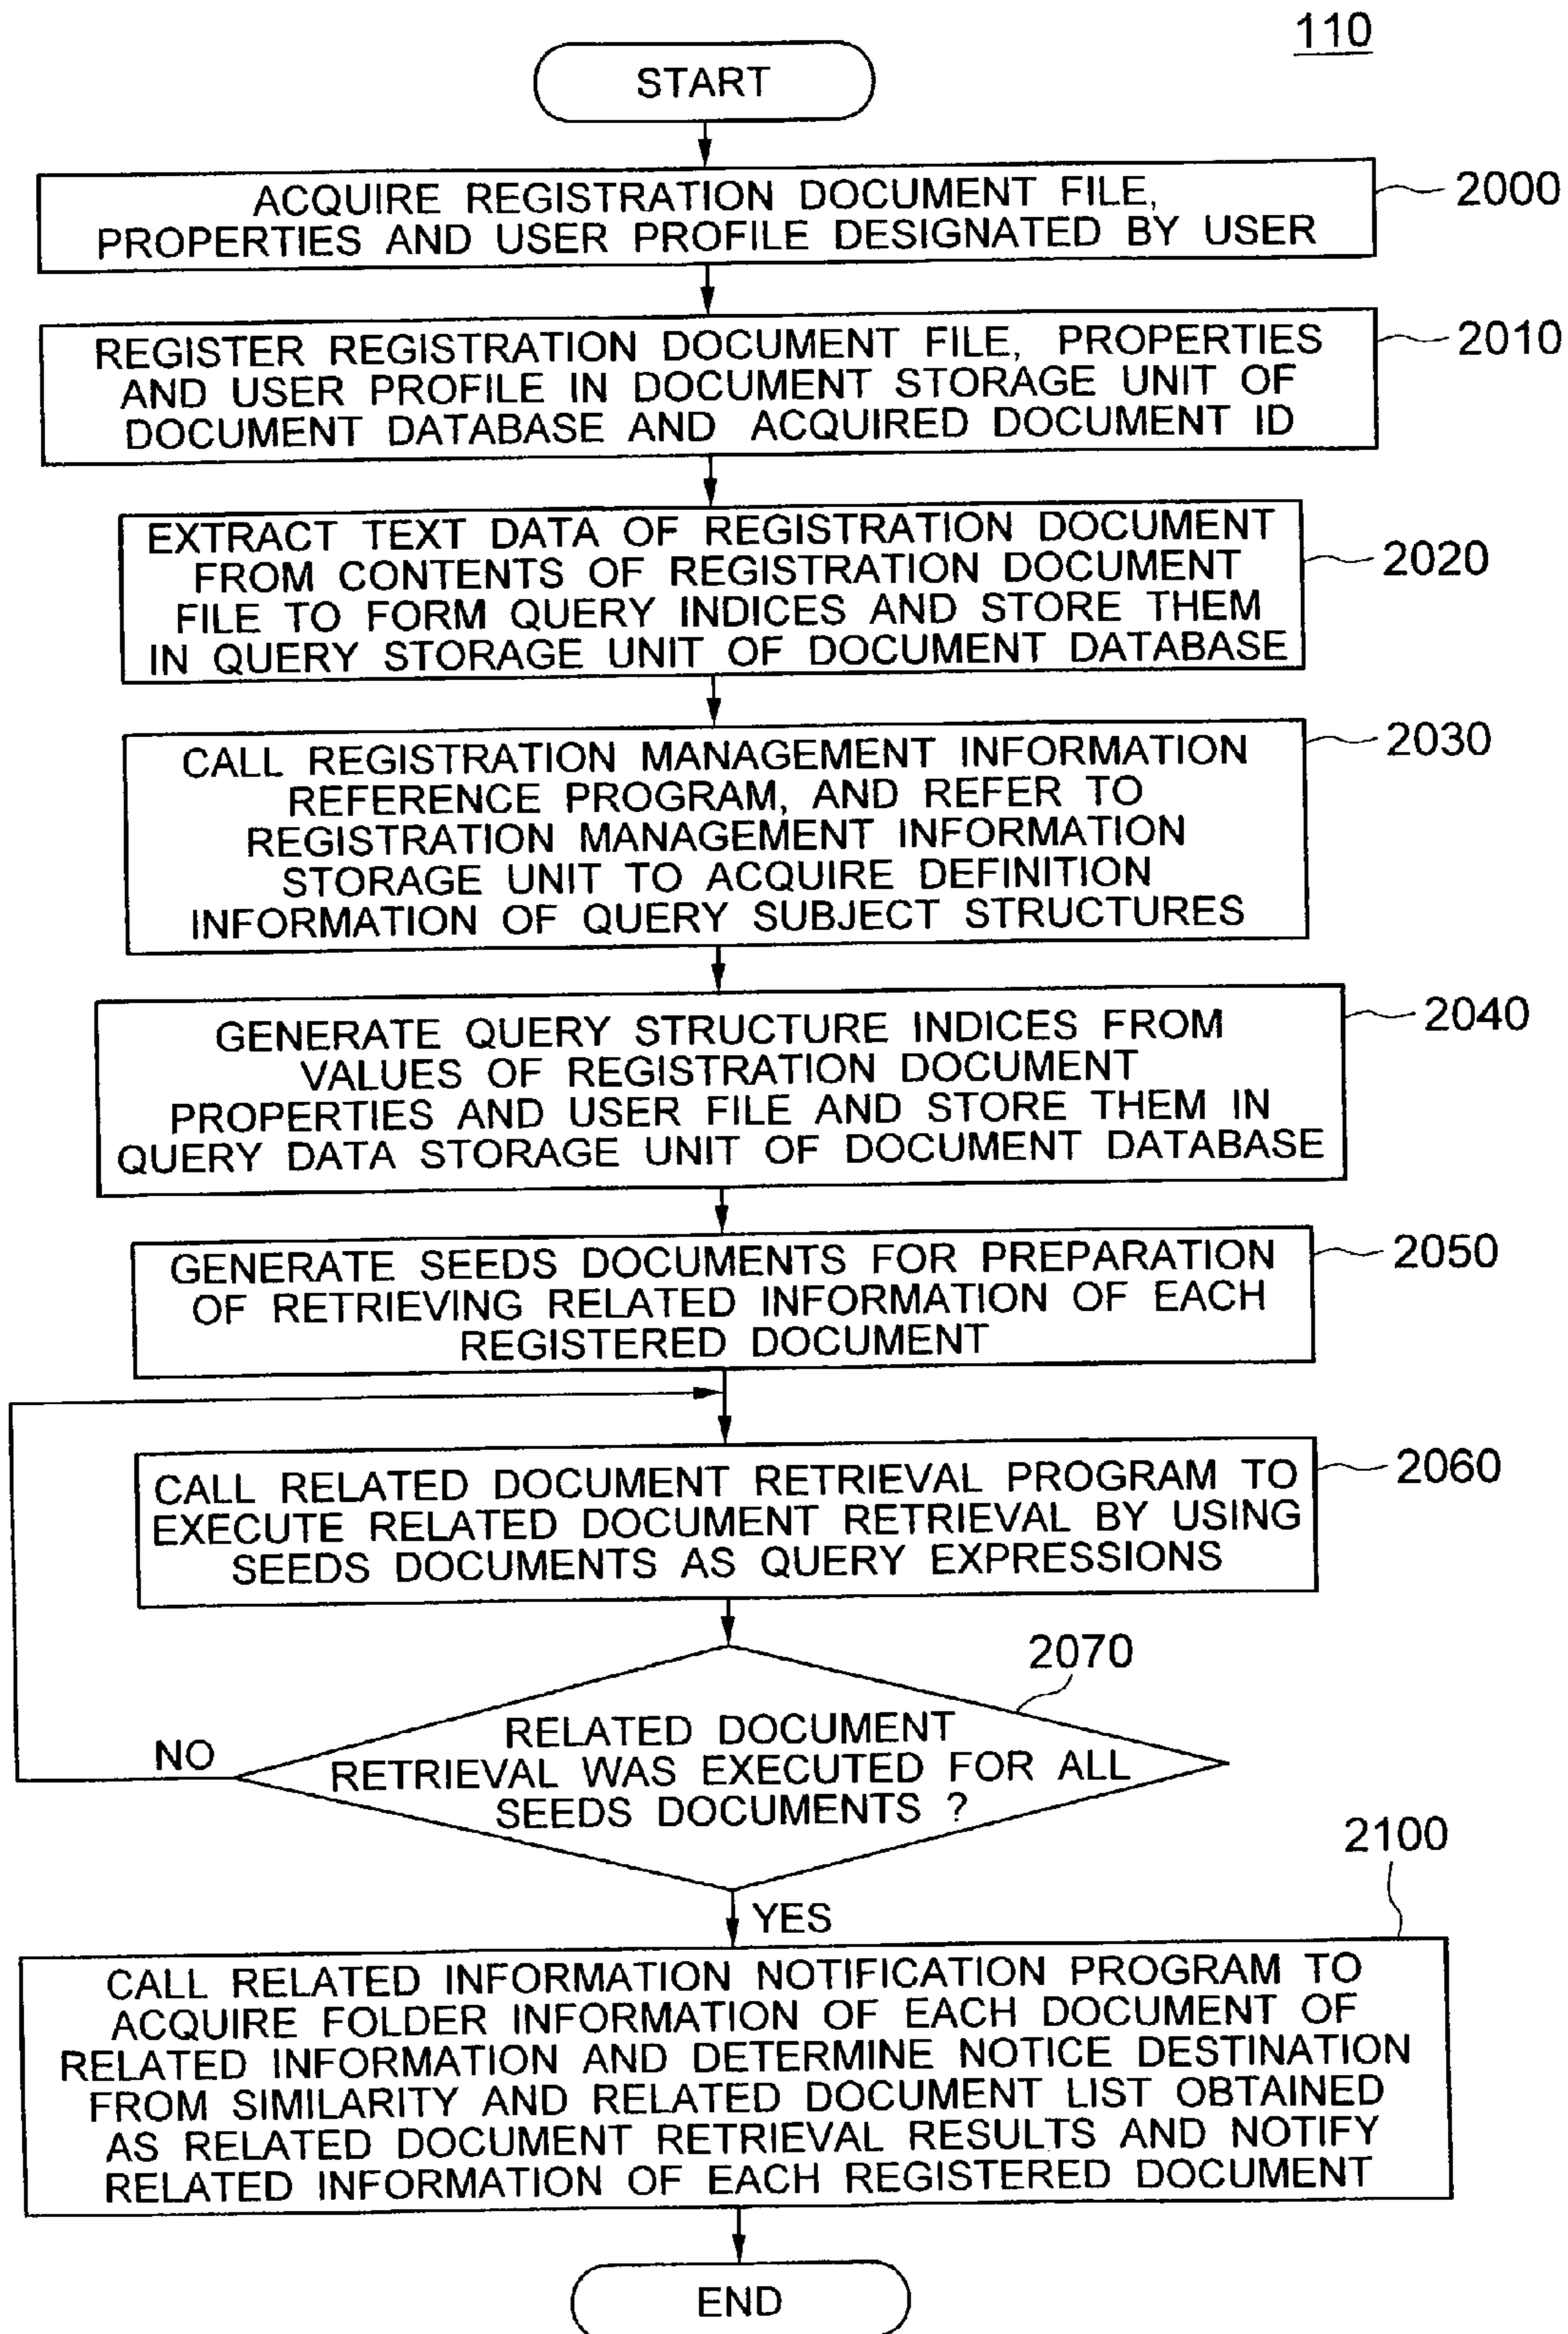 110
START
ACQUIRE REGISTRATION DOCUMENT FILE,
PROPERTIES AND USER PROFILE DESIGNATED BY USER
2000
REGISTER REGISTRATION DOCUMENT FILE, PROPERTIES
AND USER PROFILE IN DOCUMENT STORAGE UNIT OF
DOCUMENT DATABASE AND ACQUIRED DOCUMENT ID
2010
EXTRACT TEXT DATA OF REGISTRATION DOCUMENT
FROM CONTENTS OF REGISTRATION DOCUMENT
FILE TO FORM QUERY INDICES AND STORE THEM
IN QUERY STORAGE UNIT OF DOCUMENT DATABASE
2020
CALL REGISTRATION MANAGEMENT INFORMATION
REFERENCE PROGRAM, AND REFER TO
REGISTRATION MANAGEMENT INFORMATION
STORAGE UNIT TO ACQUIRE DEFINITION
INFORMATION OF QUERY SUBJECT STRUCTURES
2030
GENERATE QUERY STRUCTURE INDICES FROM
VALUES OF REGISTRATION DOCUMENT
PROPERTIES AND USER FILE AND STORE THEM IN
QUERY DATA STORAGE UNIT OF DOCUMENT DATABASE
2040
GENERATE SEEDS DOCUMENTS FOR PREPARATION
OF RETRIEVING RELATED INFORMATION OF EACH
REGISTERED DOCUMENT
2050
CALL RELATED DOCUMENT RETRIEVAL PROGRAM TO
EXECUTE RELATED DOCUMENT RETRIEVAL BY USING
SEEDS DOCUMENTS AS QUERY EXPRESSIONS
2060
2070
RELATED DOCUMENT
RETRIEVAL WAS EXECUTED FOR ALL
SEEDS DOCUMENTS ?
NO
YES
2100
CALL RELATED INFORMATION NOTIFICATION PROGRAM TO
ACQUIRE FOLDER INFORMATION OF EACH DOCUMENT OF
RELATED INFORMATION AND DETERMINE NOTICE DESTINATION
FROM SIMILARITY AND RELATED DOCUMENT LIST OBTAINED
AS RELATED DOCUMENT RETRIEVAL RESULTS AND NOTIFY
RELATED INFORMATION OF EACH REGISTERED DOCUMENT
END